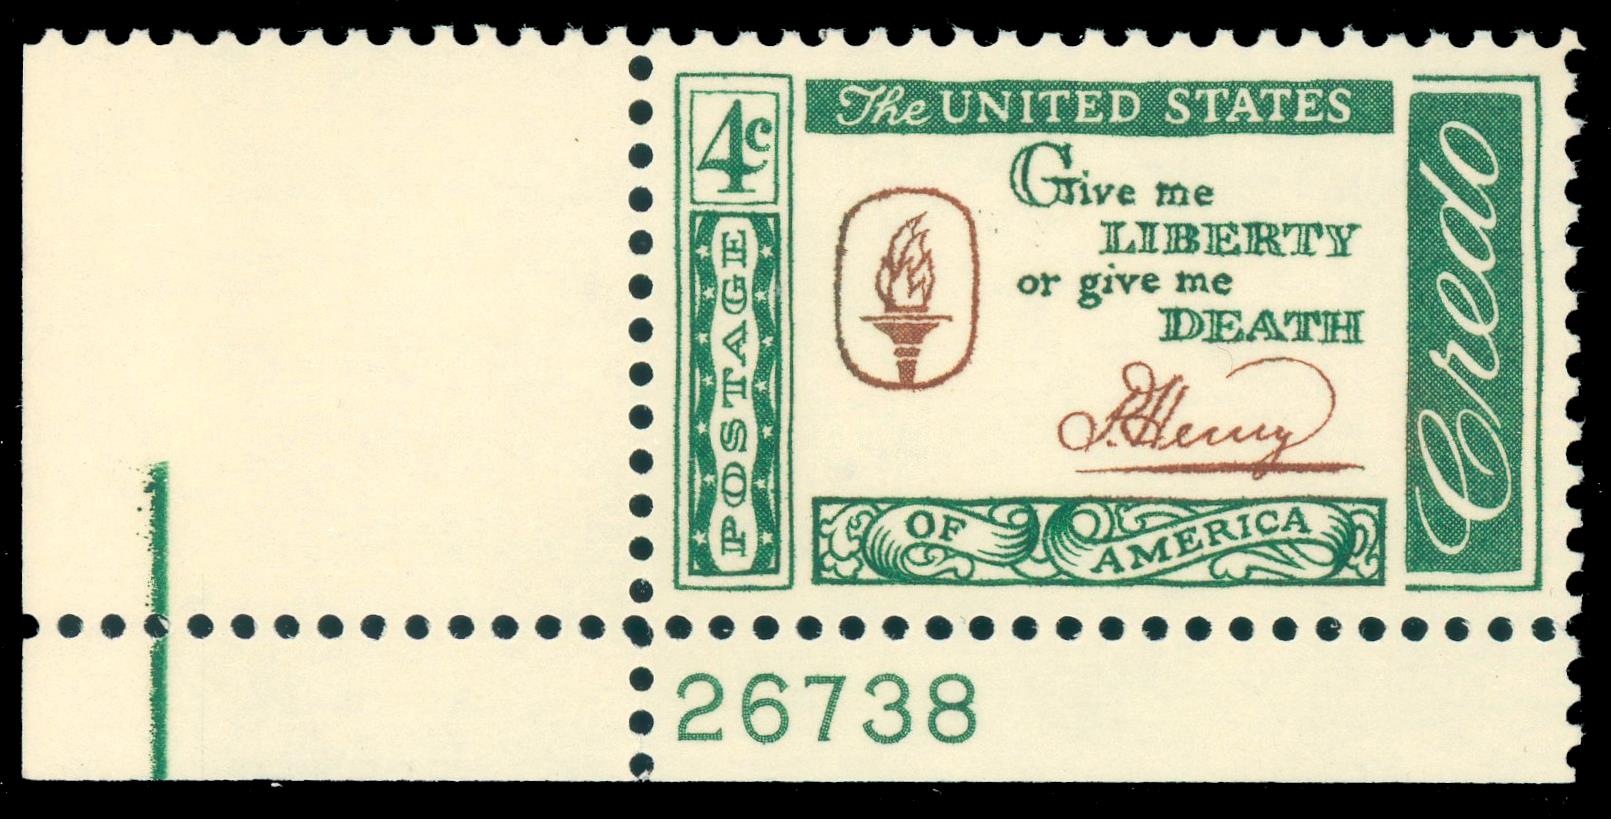 4c
POSTAGE
The UNITED STATES
Give me
LIBERTY
or give me
DEATH
P. Henry
OF AMERICA
Credo
26738